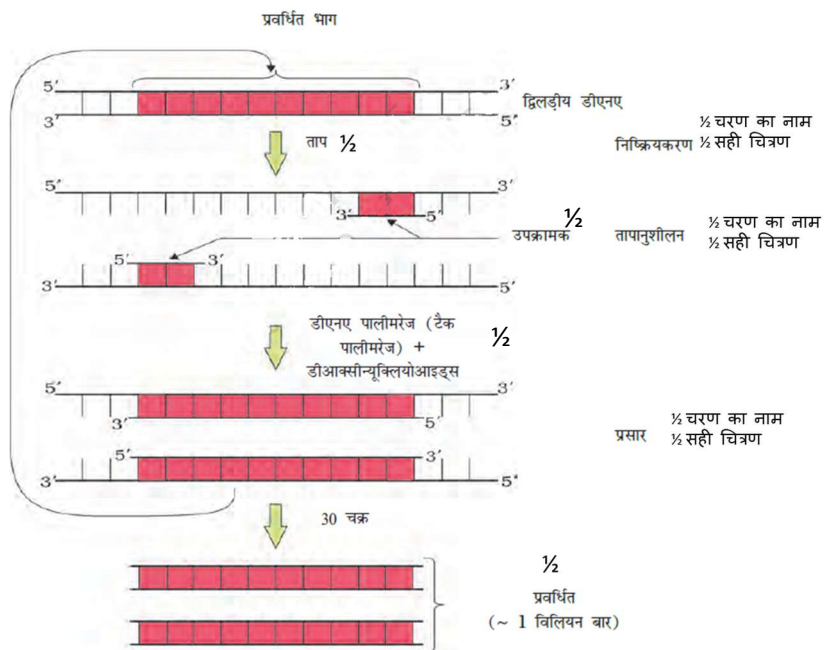 प्रवर्धित भाग
5′ 3′
3′ 5′
द्विलड़ीय डीएनए
ताप ½
निष्क्रियकरण
½ चरण का नाम
½ सही चित्रण
5′ 3′
3′ 5′
उपक्रामक ½
तापानुशीलन
½ चरण का नाम
½ सही चित्रण
5′ 3′
3′ 5′
डीएनए पालीमरेज (टैक
पालीमरेज) +
डीआक्सीन्यूक्लियोआइड्स
½
5′ 3′
3′ 5′
प्रसार
½ चरण का नाम
½ सही चित्रण
5′ 3′
3′ 5′
30 चक्र
½
प्रवर्धित
(~ 1 विलियन बार)